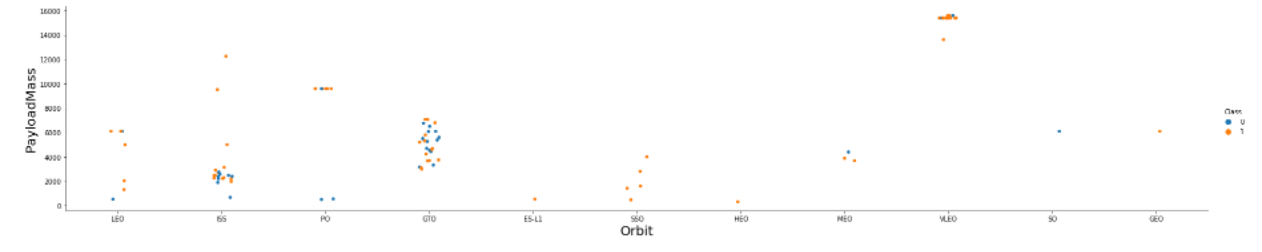 16000
14000
12000
10000
8000
6000
4000
2000
0
PayloadMass
LEO
ISS
PO
GTO
ES-L1
SSO
HEO
MEO
VLEO
SO
GEO
Orbit
Class
0
1